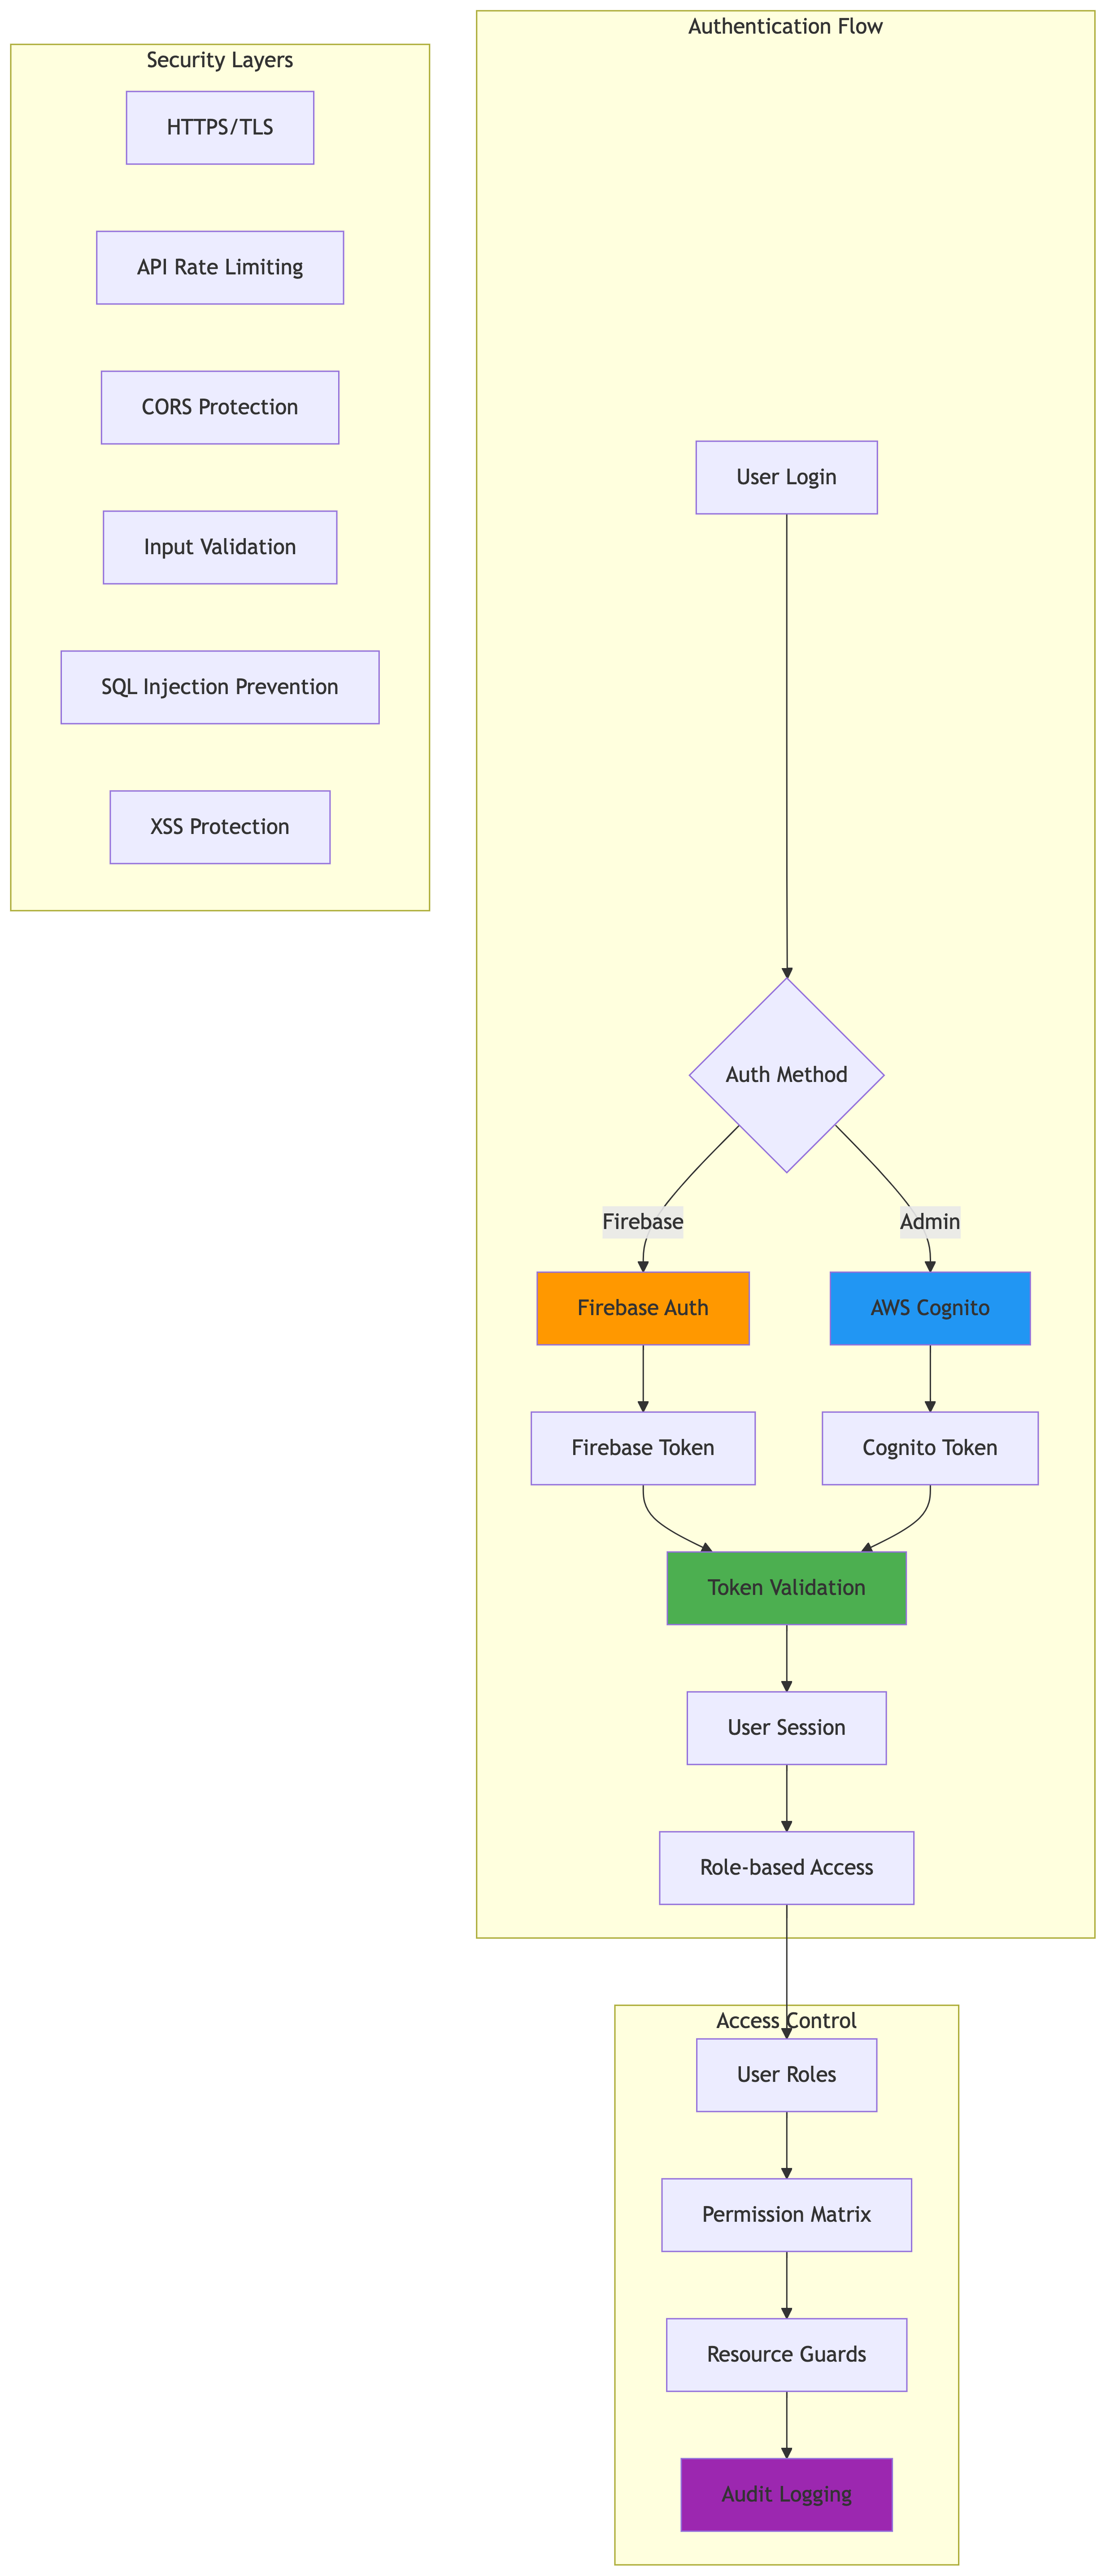 Security Layers
HTTPS/TLS
API Rate Limiting
CORS Protection
Input Validation
SQL Injection Prevention
XSS Protection
Authentication Flow
User Login
Auth Method
Firebase
Admin
Firebase Auth
AWS Cognito
Firebase Token
Cognito Token
Token Validation
User Session
Role-based Access
Access Control
User Roles
Permission Matrix
Resource Guards
Audit Logging